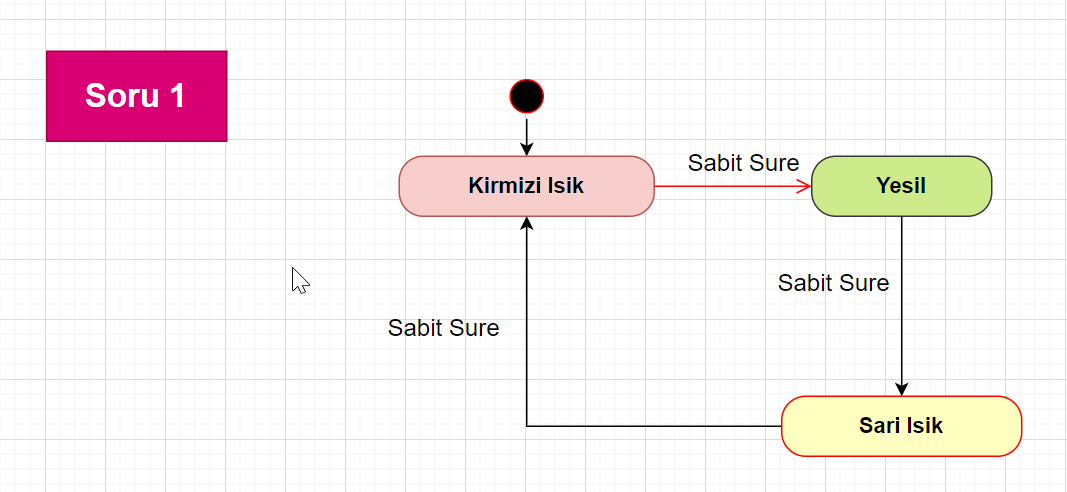 Soru 1
Kirmizi Isik
Sabit Sure
Yesil
Sabit Sure
Sabit Sure
Sari Isik